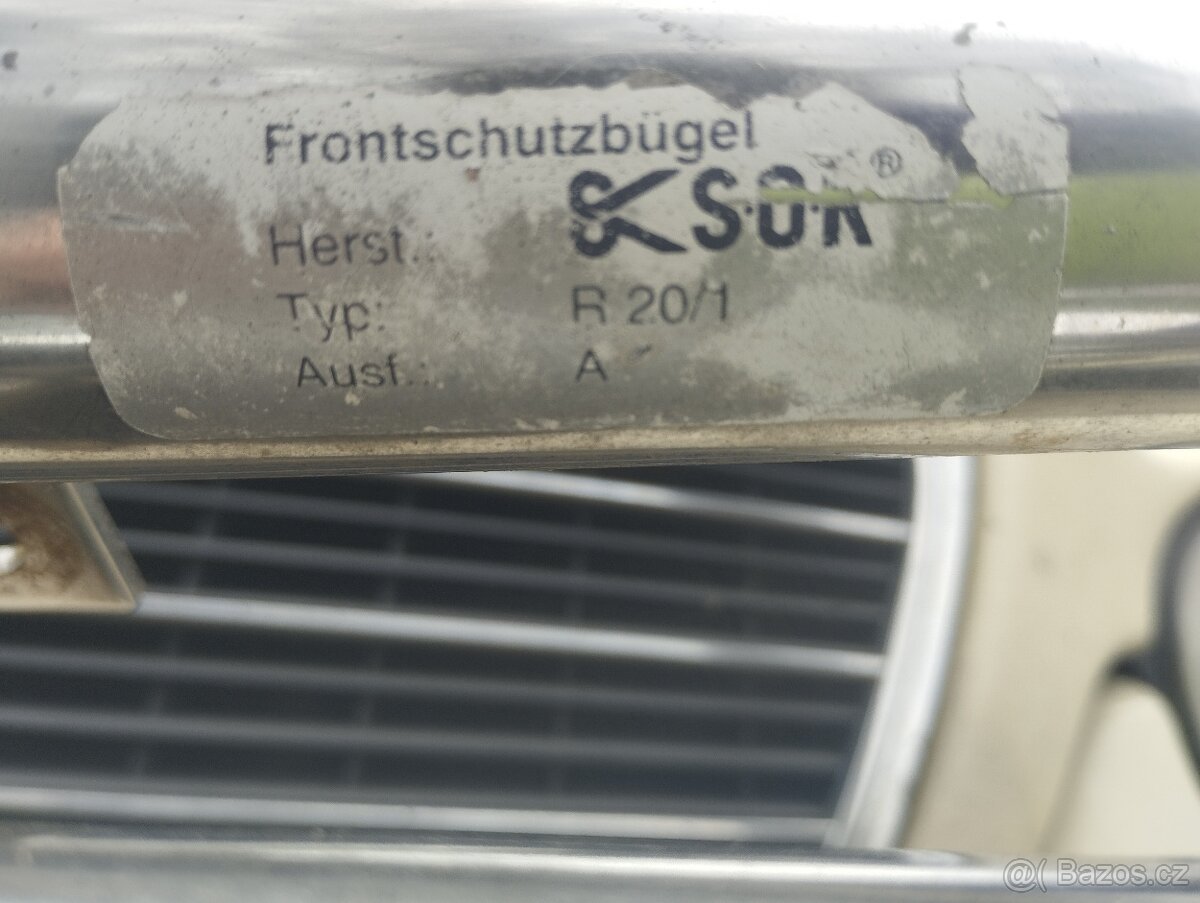 Frontschutzbügel
Herst.: S·O·R ®
Typ: R 20/1
Ausf.: A
@( Bazos.cz